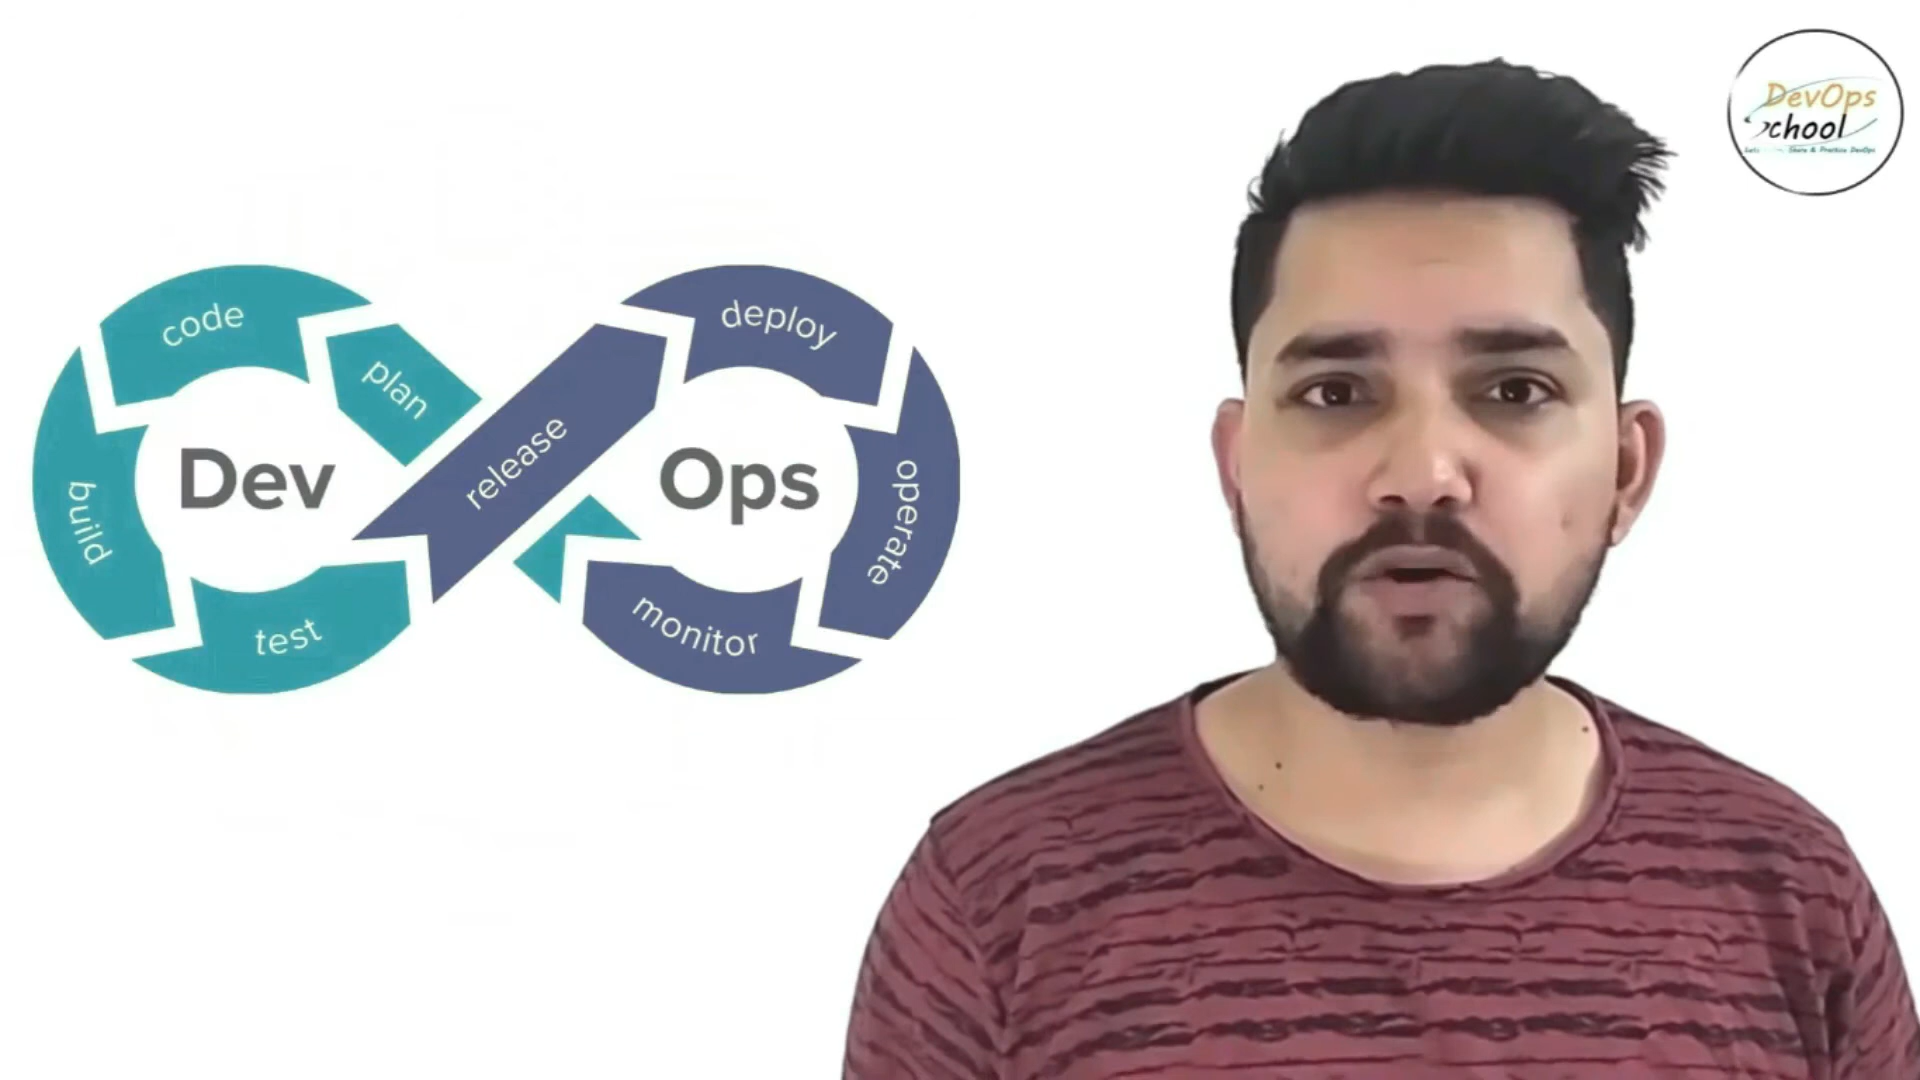 code
plan
build
Dev
test
release
deploy
Ops
operate
monitor
DevOps
School